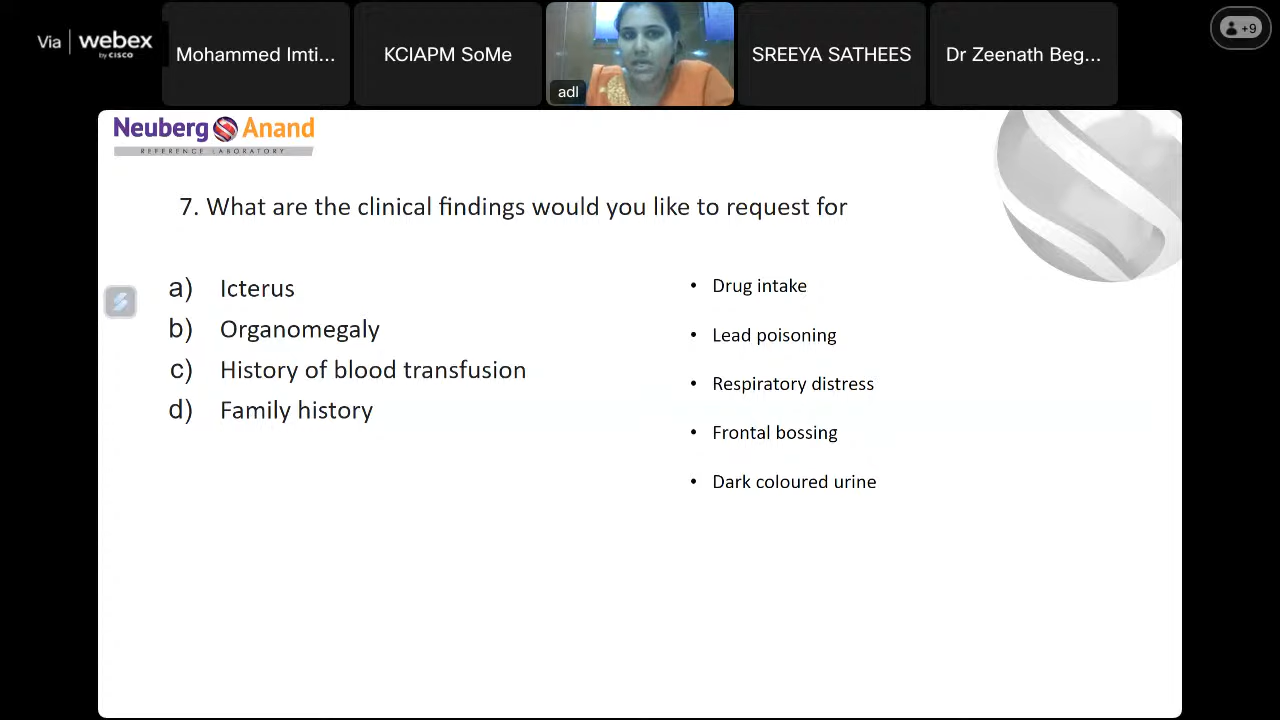 Via webex
by CISCO
Mohammed Imti...
KCIAPM SoMe
adl
SREEYA SATHEES
Dr Zeenath Beg...
+9
Neuberg Anand
REFERENCE LABORATORY
7. What are the clinical findings would you like to request for
a) Icterus
b) Organomegaly
c) History of blood transfusion
d) Family history
• Drug intake
• Lead poisoning
• Respiratory distress
• Frontal bossing
• Dark coloured urine